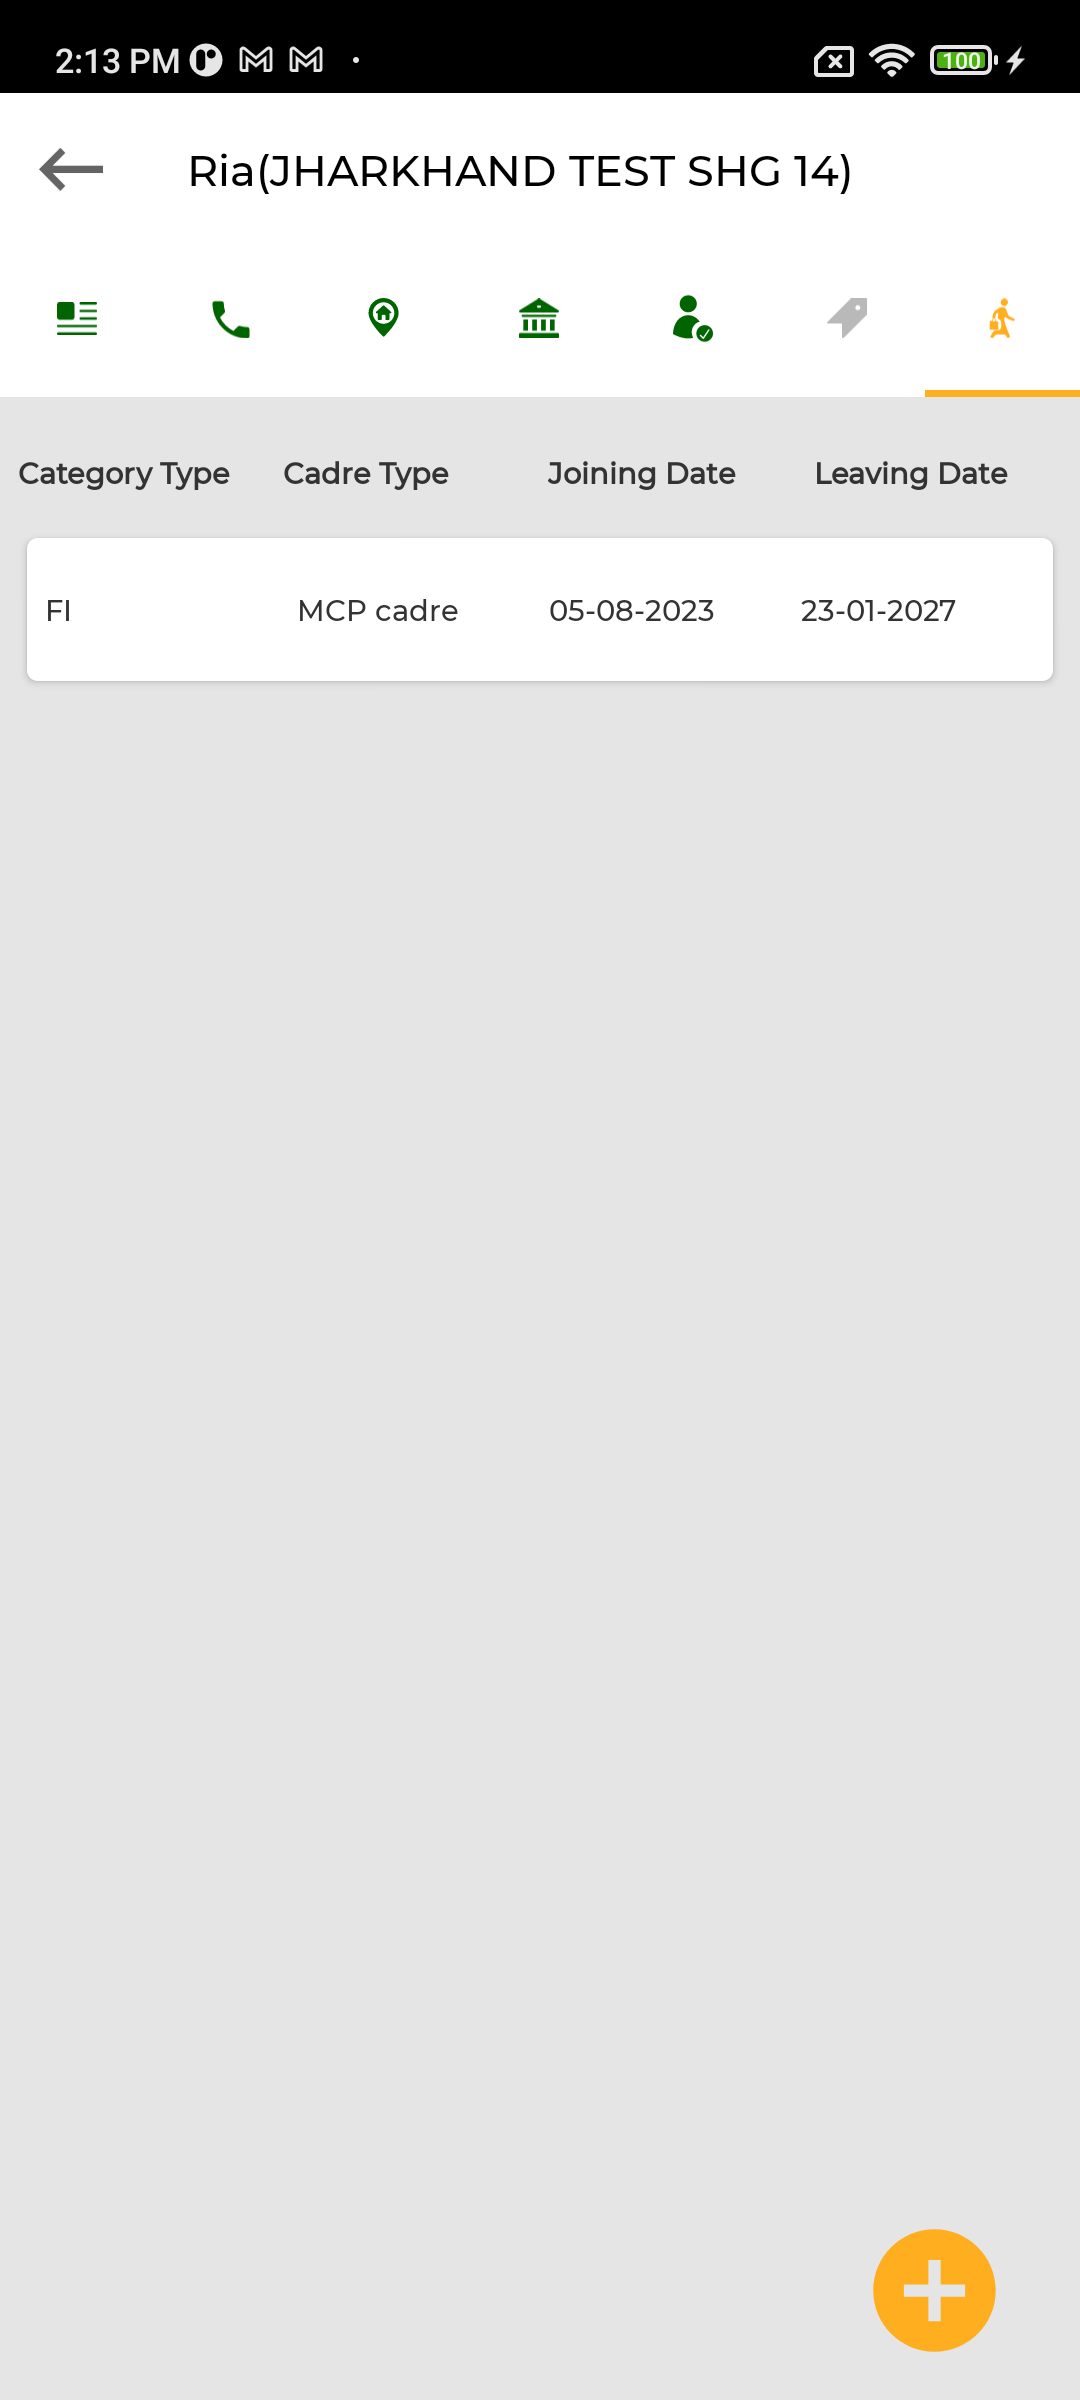 2:13 PM
100
Ria(JHARKHAND TEST SHG 14)
Category Type Cadre Type Joining Date Leaving Date
FI MCP cadre 05-08-2023 23-01-2027